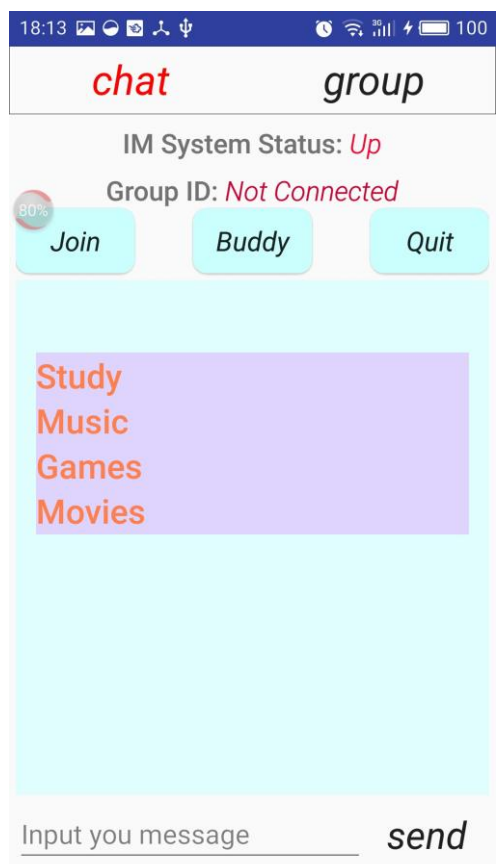 18:13 3G 100
chat group
IM System Status: Up
Group ID: Not Connected
80%
Join Buddy Quit
Study
Music
Games
Movies
Input you message send